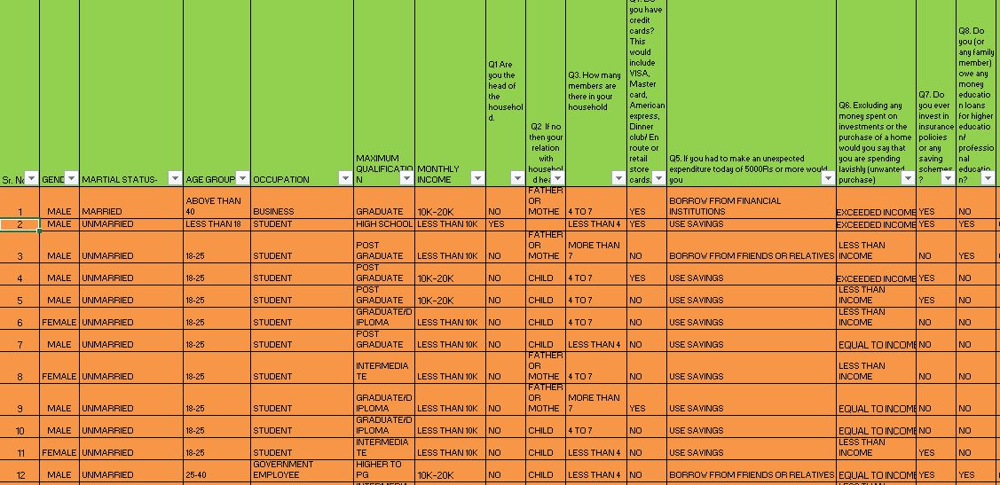 Sr. No
GEND
MARTIAL STATUS-
AGE GROUP
OCCUPATION
MAXIMUM
QUALIFICATIO
N
MONTHLY
INCOME
Q1 Are
you the
head of
the
househol
d.
Q2 If no
then your
relation
with
househol
d hea
Q3. How many
members are
there in your
household
you have
credit
cards?
This
would
include
VISA,
Master
card,
American
express,
Dinner
club/ En
route or
retail
store
cards.
Q5. If you had to make an unexpected
expenditure today of 5000Rs or more would
you
Q6. Excluding any
money spent on
investments or the
purchase of a home
would you say that
you are spending
lavishly (unwanted
purchase)
Q7. Do
you ever
invest in
insurance
policies
or any
saving
schemes
?
Q8. Do
you (or
any family
member)
owe any
money
educatio
n loans
for higher
educatio
n/
professio
nal
educatio
n?
1 MALE MARRIED ABOVE THAN 40 BUSINESS GRADUATE 10K-20K NO FATHER OR MOTHE 4 TO 7 YES BORROW FROM FINANCIAL INSTITUTIONS EXCEEDED INCOME YES NO
2 MALE UNMARRIED LESS THAN 18 STUDENT HIGH SCHOOL LESS THAN 10K YES LESS THAN 4 YES USE SAVINGS EXCEEDED INCOME YES YES
3 MALE UNMARRIED 18-25 STUDENT POST GRADUATE LESS THAN 10K NO FATHER OR MOTHE MORE THAN 7 NO BORROW FROM FRIENDS OR RELATIVES LESS THAN INCOME NO YES
4 MALE UNMARRIED 18-25 STUDENT POST GRADUATE 10K-20K NO CHILD 4 TO 7 YES USE SAVINGS EXCEEDED INCOME YES NO
5 MALE UNMARRIED 18-25 STUDENT POST GRADUATE 10K-20K NO CHILD 4 TO 7 NO USE SAVINGS LESS THAN INCOME YES NO
6 FEMALE UNMARRIED 18-25 STUDENT GRADUATE/D IPLOMA LESS THAN 10K NO CHILD 4 TO 7 NO USE SAVINGS LESS THAN INCOME NO NO
7 MALE UNMARRIED 18-25 STUDENT POST GRADUATE LESS THAN 10K NO CHILD LESS THAN 4 NO USE SAVINGS EQUAL TO INCOME NO NO
8 FEMALE UNMARRIED 18-25 STUDENT INTERMEDIA TE LESS THAN 10K NO FATHER OR MOTHE 4 TO 7 NO USE SAVINGS LESS THAN INCOME NO NO
9 MALE UNMARRIED 18-25 STUDENT GRADUATE/D IPLOMA LESS THAN 10K NO FATHER OR MOTHE MORE THAN 7 YES USE SAVINGS EQUAL TO INCOME NO NO
10 MALE UNMARRIED 18-25 STUDENT GRADUATE/D IPLOMA LESS THAN 10K NO CHILD 4 TO 7 NO USE SAVINGS EQUAL TO INCOME NO NO
11 FEMALE UNMARRIED 18-25 STUDENT INTERMEDIA TE LESS THAN 10K NO CHILD LESS THAN 4 NO USE SAVINGS LESS THAN INCOME YES NO
12 MALE UNMARRIED 25-40 GOVERNMENT EMPLOYEE HIGHER TO PG 10K-20K NO CHILD LESS THAN 4 NO BORROW FROM FRIENDS OR RELATIVES EQUAL TO INCOME YES YES